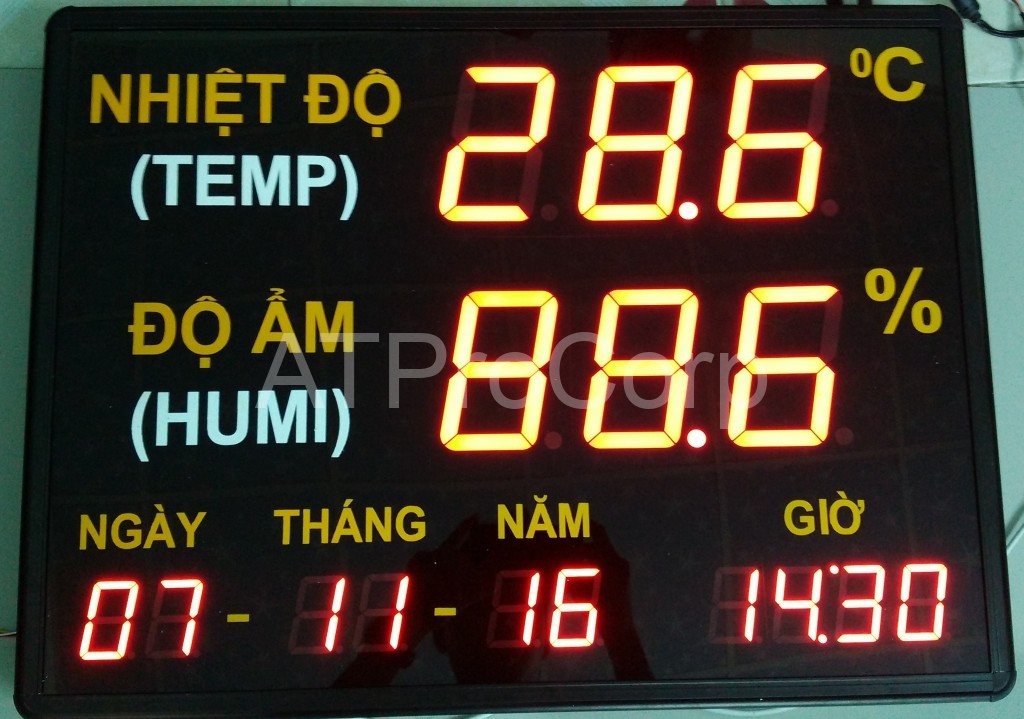 NHIỆT ĐỘ 28.6 ⁰C
(TEMP)
ĐỘ ẨM 88.6 %
(HUMI)
ATProCorp
NGÀY THÁNG NĂM GIỜ
07 - 11 - 16 14:30